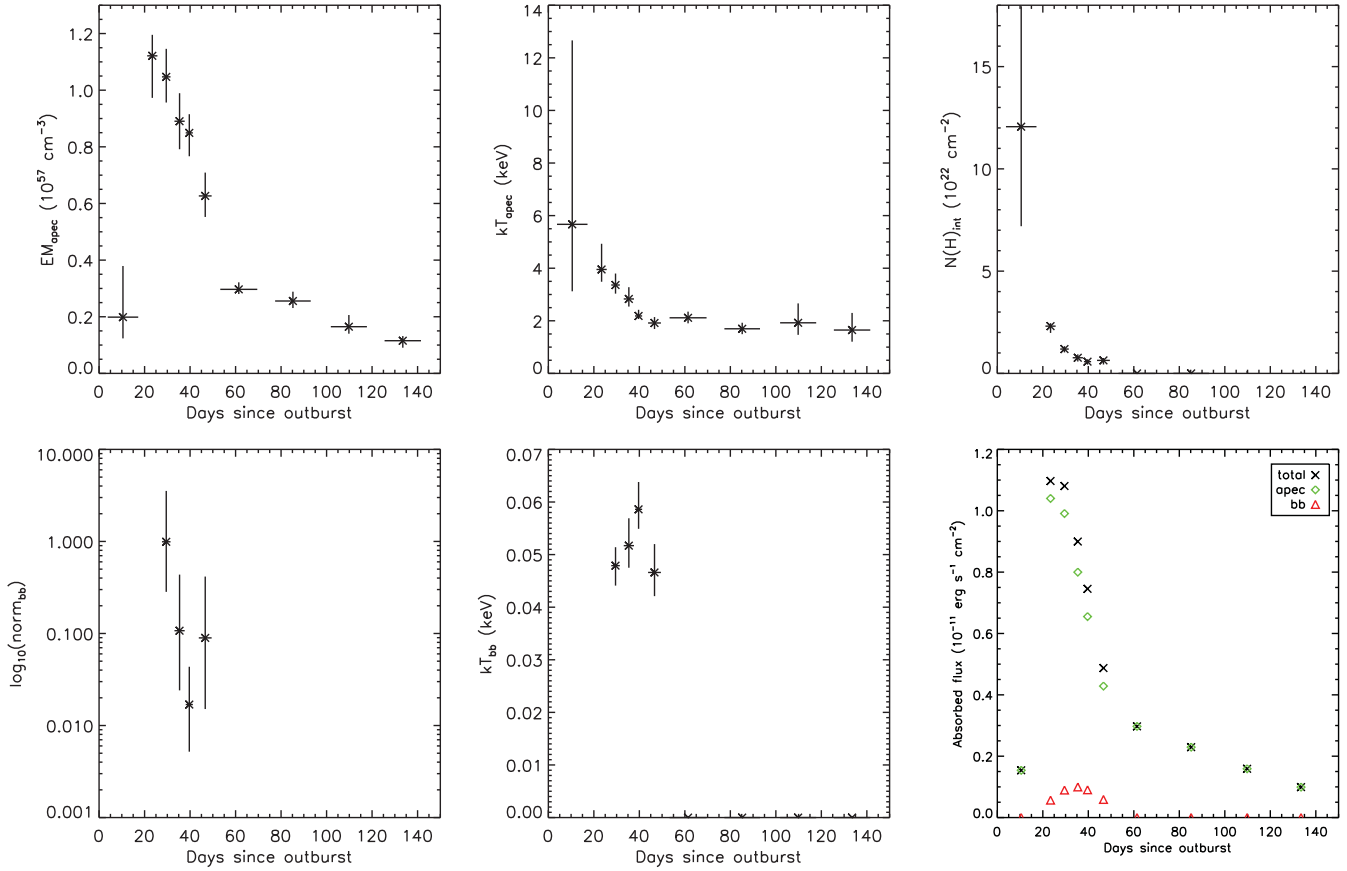 1.2
1.0
0.8
0.6
0.4
0.2
0.0
EM_apec (10^57 cm^-3)
0 20 40 60 80 100 120 140
Days since outburst
14
12
10
8
6
4
2
0
kT_apec (keV)
0 20 40 60 80 100 120 140
Days since outburst
15
10
5
0
N(H)_int (10^22 cm^-2)
0 20 40 60 80 100 120 140
Days since outburst
10.000
1.000
0.100
0.010
0.001
log_10(norm_bb)
0 20 40 60 80 100 120 140
Days since outburst
0.07
0.06
0.05
0.04
0.03
0.02
0.01
0.00
kT_bb (keV)
0 20 40 60 80 100 120 140
Days since outburst
1.2
1.0
0.8
0.6
0.4
0.2
0.0
Absorbed flux (10^-11 erg s^-1 cm^-2)
total
apec
bb
0 20 40 60 80 100 120 140
Days since outburst